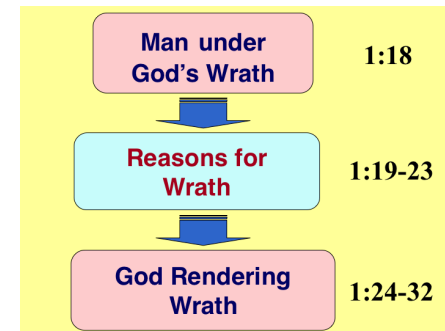 Man under
God's Wrath
1:18
Reasons for
Wrath
1:19-23
God Rendering
Wrath
1:24-32